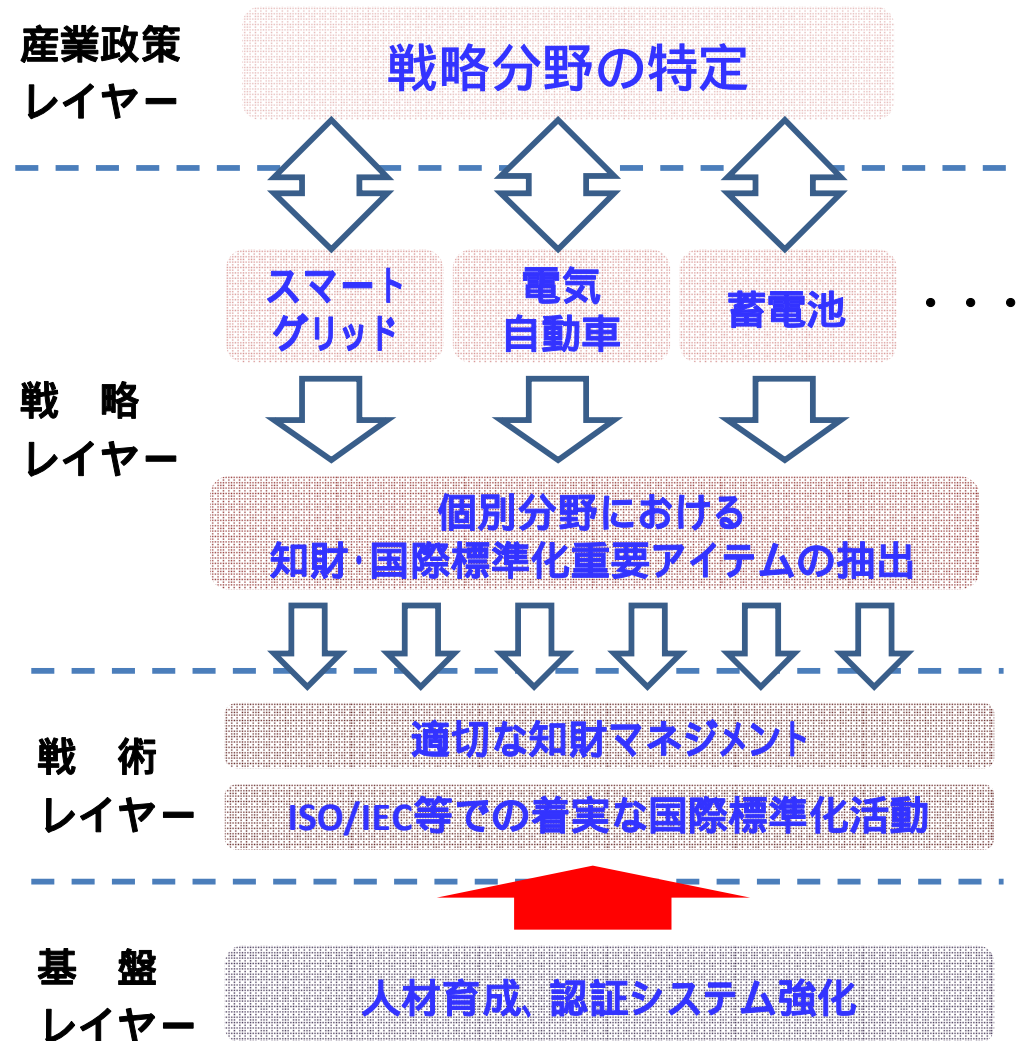 産業政策
レイヤー
戦略分野の特定
スマート
グリッド
電気
自動車
蓄電池
・・・
戦　略
レイヤー
個別分野における
知財・国際標準化重要アイテムの抽出
戦　術
レイヤー
適切な知財マネジメント
ISO/IEC等での着実な国際標準化活動
基　盤
レイヤー
人材育成、認証システム強化